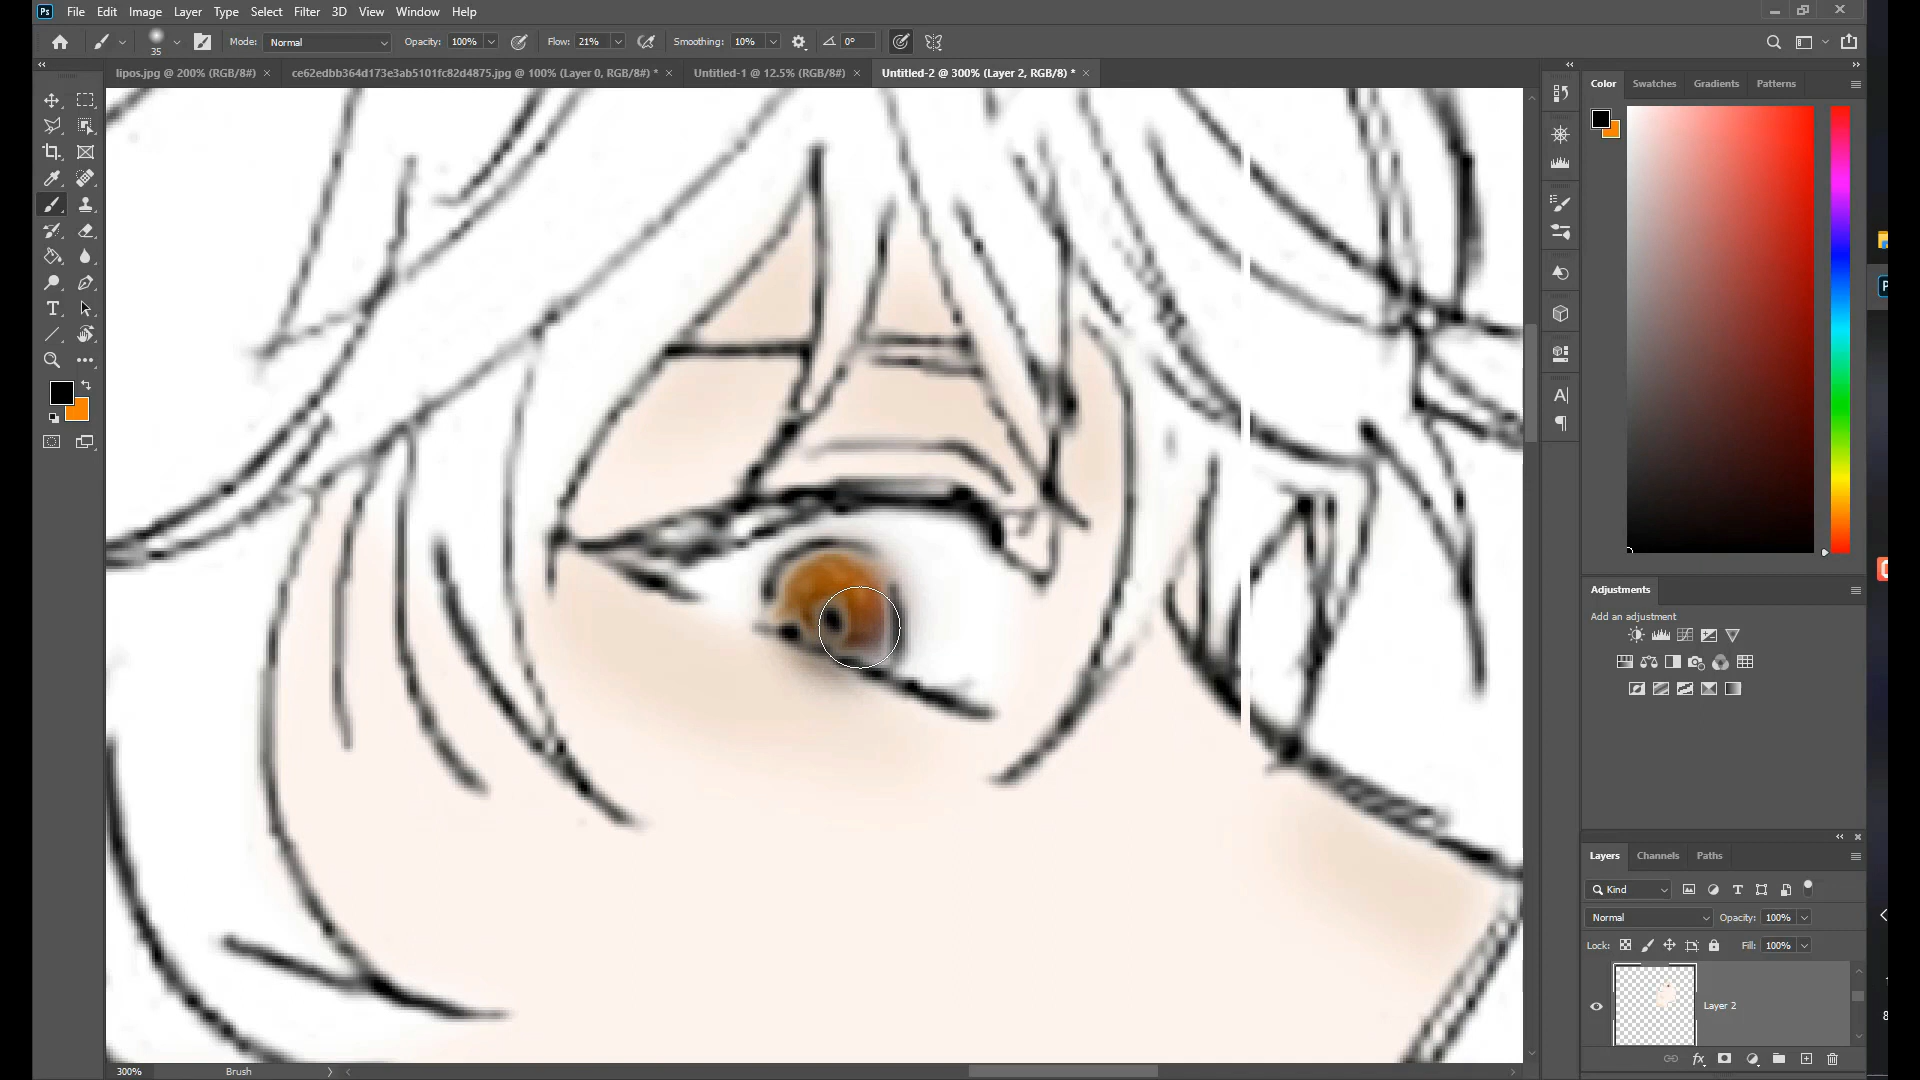 Ps File Edit Image Layer Type Select Filter 3D View Window Help
35 Mode: Normal Opacity: 100% Flow: 21% Smoothing: 10% 0°
lipos.jpg @ 200% (RGB/8#) × ce62edbb364d173e3ab5101fc82d4875.jpg @ 100% (Layer 0, RGB/8#) * × Untitled-1 @ 12.5% (RGB/8#) × Untitled-2 @ 300% (Layer 2, RGB/8) * ×
Color Swatches Gradients Patterns
Adjustments
Add an adjustment
Layers Channels Paths
Kind
Normal Opacity: 100%
Lock: Fill: 100%
Layer 2
fx
300% Brush